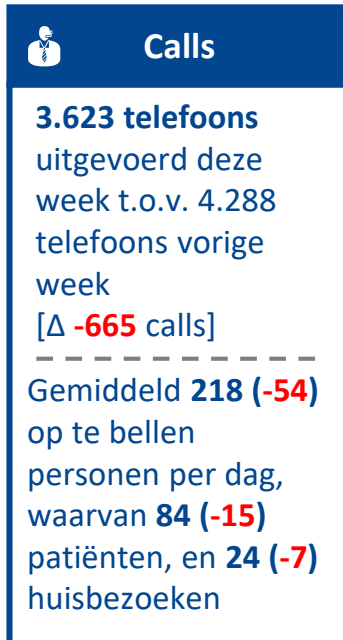 Calls
3.623 telefoons
uitgevoerd deze
week t.o.v. 4.288
telefoons vorige
week
[Δ -665 calls]
Gemiddeld 218 (-54)
op te bellen
personen per dag,
waarvan 84 (-15)
patiënten, en 24 (-7)
huisbezoeken